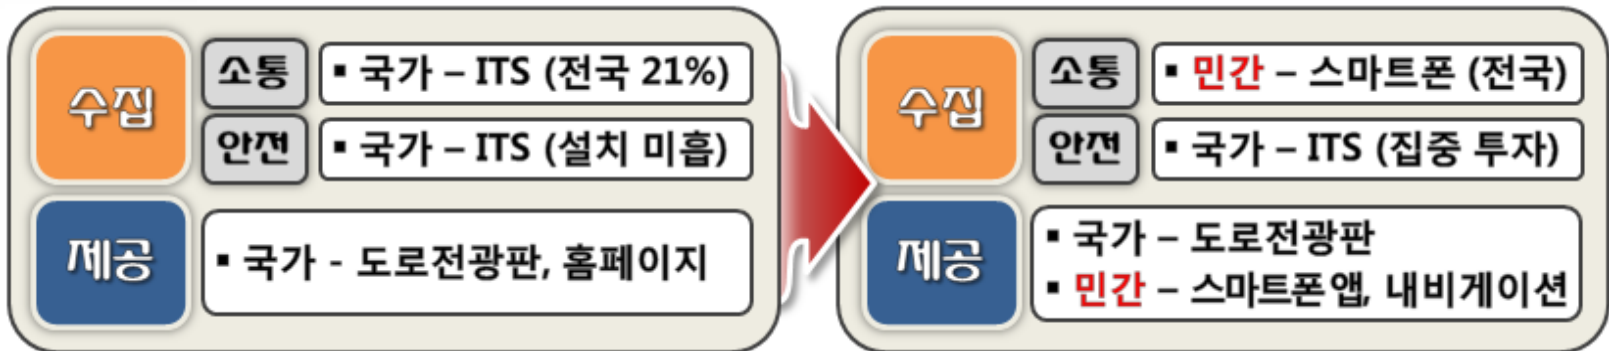 수집
소통
▪ 국가 – ITS (전국 21%)
안전
▪ 국가 – ITS (설치 미흡)
제공
▪ 국가 - 도로전광판, 홈페이지
수집
소통
▪ 민간 – 스마트폰 (전국)
안전
▪ 국가 – ITS (집중 투자)
제공
▪ 국가 – 도로전광판
▪ 민간 – 스마트폰앱, 내비게이션